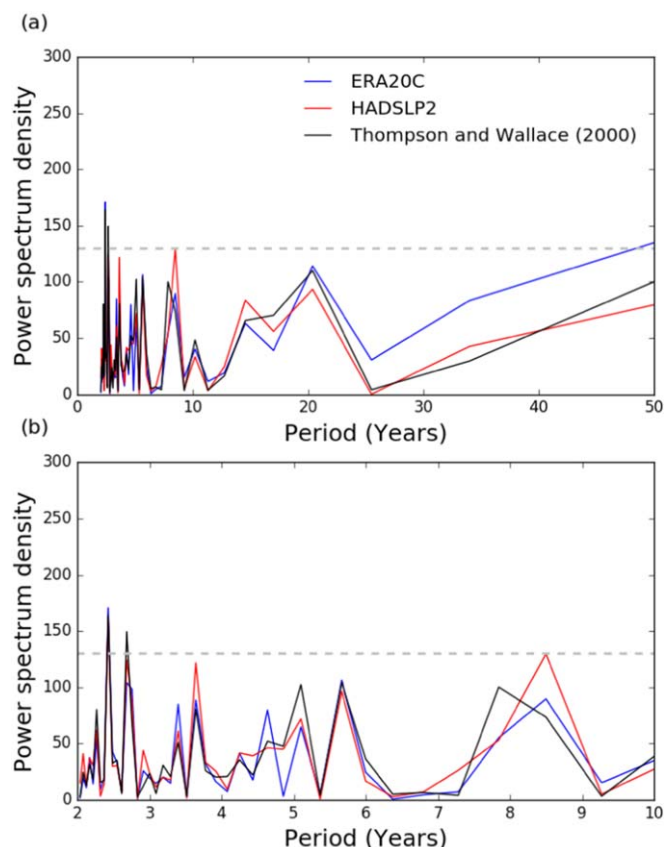 (a)
300
250
200
150
100
50
0
Power spectrum density
ERA20C
HADSLP2
Thompson and Wallace (2000)
0 10 20 30 40 50
Period (Years)
(b)
300
250
200
150
100
50
0
Power spectrum density
2 3 4 5 6 7 8 9 10
Period (Years)